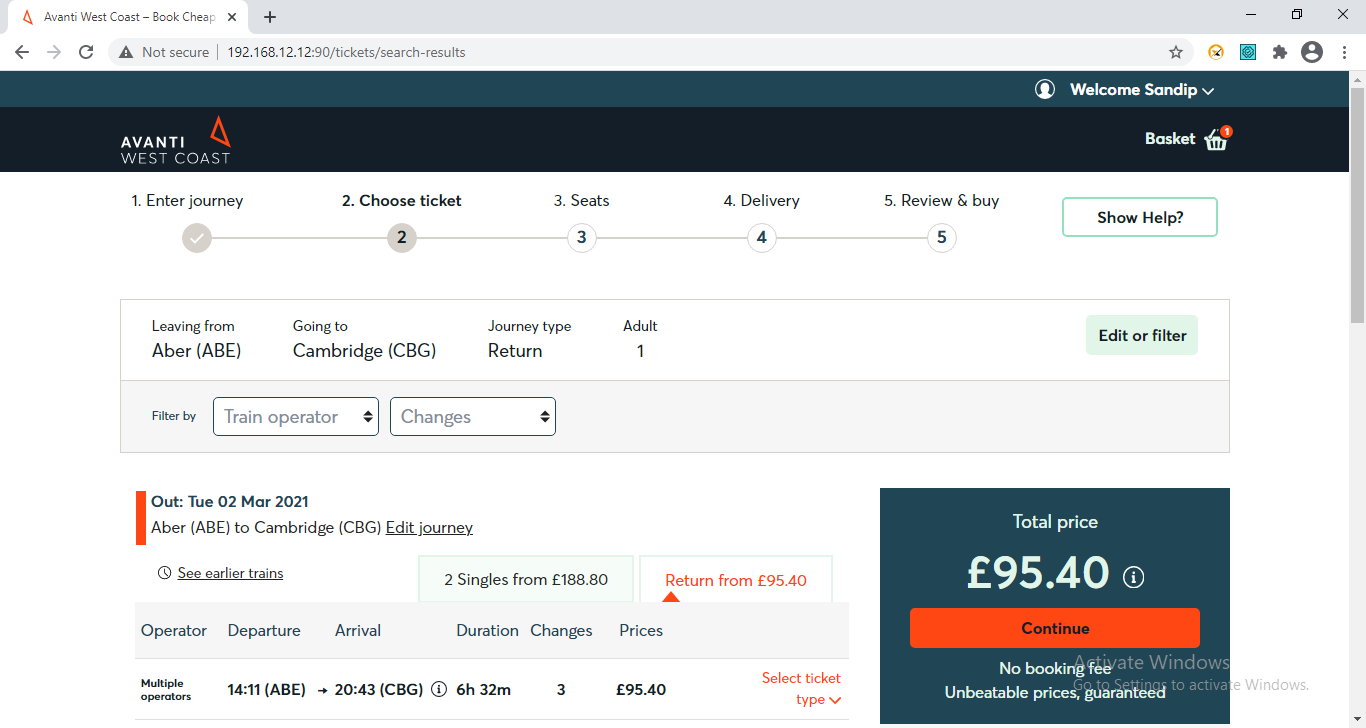 Avanti West Coast – Book Cheap
Not secure 192.168.12.12:90/tickets/search-results
Welcome Sandip
AVANTI
WEST COAST
Basket 1
1. Enter journey 2. Choose ticket 3. Seats 4. Delivery 5. Review & buy
2 3 4 5
Show Help?
Leaving from Going to Journey type Adult
Aber (ABE) Cambridge (CBG) Return 1
Edit or filter
Filter by Train operator Changes
Out: Tue 02 Mar 2021
Aber (ABE) to Cambridge (CBG) Edit journey
See earlier trains
2 Singles from £188.80 Return from £95.40
Operator Departure Arrival Duration Changes Prices
Multiple
operators
14:11 (ABE) → 20:43 (CBG) i 6h 32m 3 £95.40
Select ticket
type
Total price
£95.40 i
Continue
No booking fee
Unbeatable prices, guaranteed
Activate Windows
Go to Settings to activate Windows.